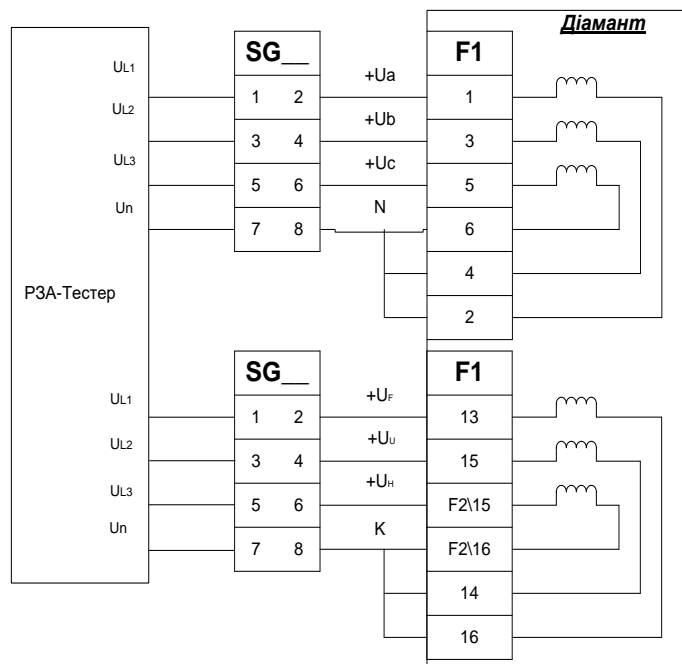 Діамант
SG__
F1
UL1
+Ua
1 2
1
UL2
+Ub
3 4
3
UL3
+Uc
5 6
5
Un
N
7 8
6
4
2
РЗА-Тестер
SG__
F1
UL1
+UF
1 2
13
UL2
+UU
3 4
15
UL3
+UH
5 6
F2\15
Un
K
7 8
F2\16
14
16